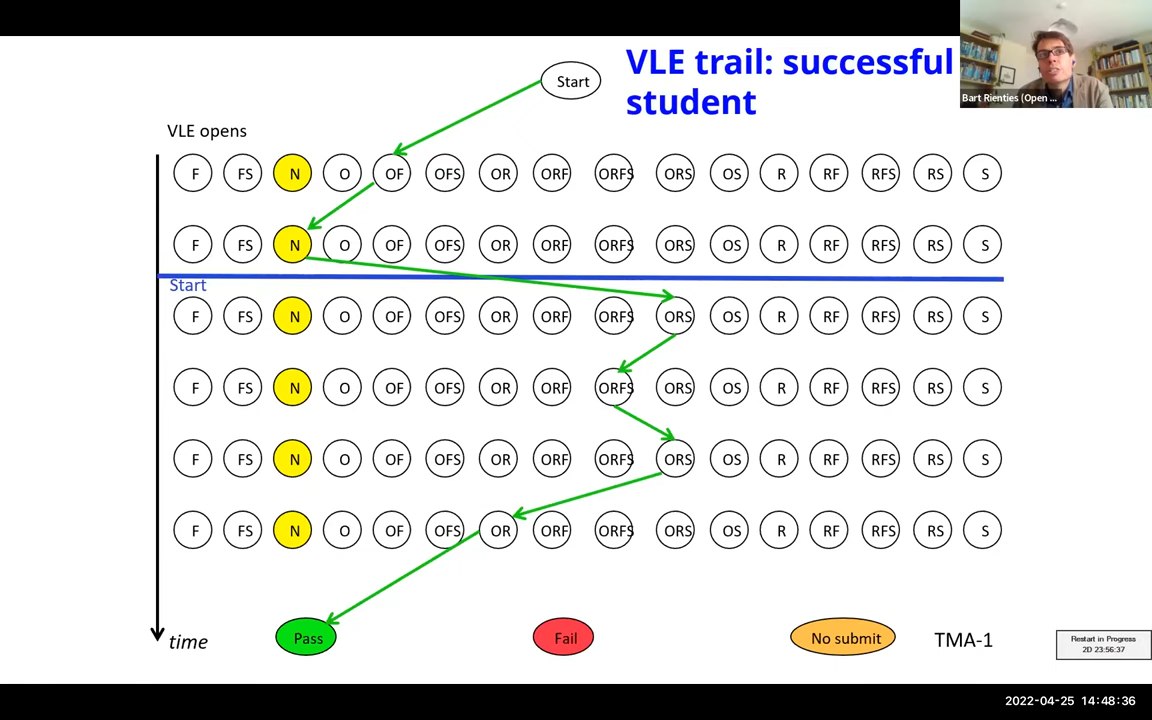 VLE trail: successful
student
Start
Bart Rienties (Open ...
VLE opens
F FS N O OF OFS OR ORF ORFS ORS OS R RF RFS RS S
F FS N O OF OFS OR ORF ORFS ORS OS R RF RFS RS S
Start
F FS N O OF OFS OR ORF ORFS ORS OS R RF RFS RS S
F FS N O OF OFS OR ORF ORFS ORS OS R RF RFS RS S
F FS N O OF OFS OR ORF ORFS ORS OS R RF RFS RS S
F FS N O OF OFS OR ORF ORFS ORS OS R RF RFS RS S
time
Pass
Fail
No submit
TMA-1
Restart in Progress
2D 23:56:37
2022-04-25 14:48:36